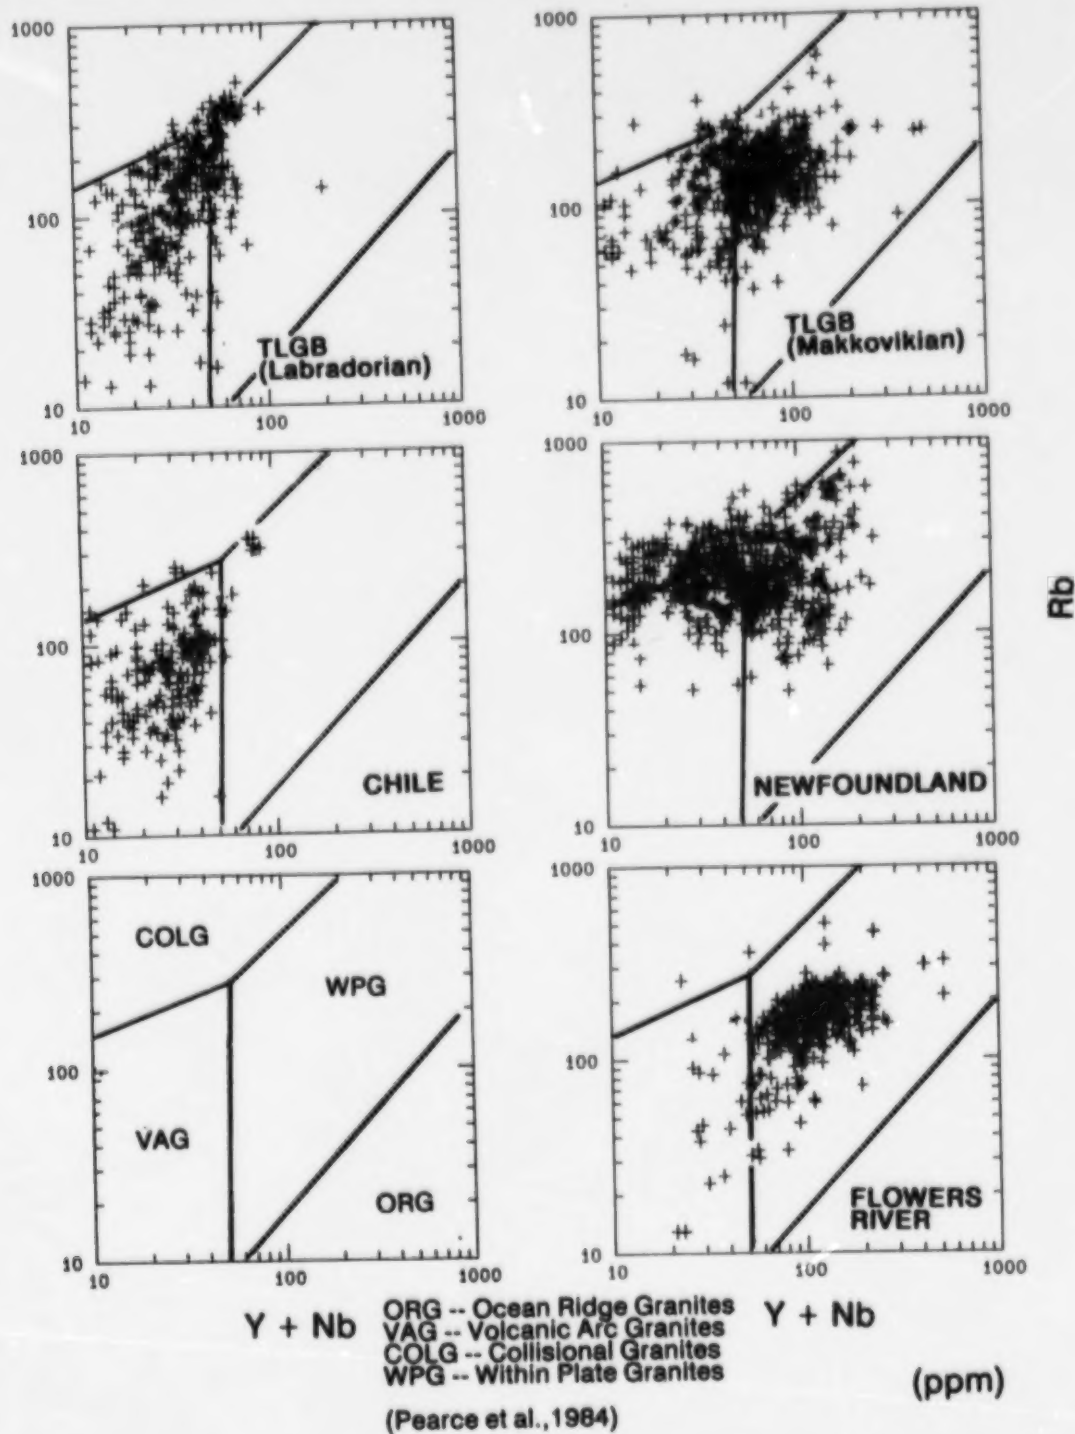 1000
1000
100
100
TLGB
(Labradorian)
TLGB
(Makkovikian)
10
10
10
100
1000
10
100
1000
1000
1000
100
100
Rb
CHILE
NEWFOUNDLAND
10
10
10
100
1000
10
100
1000
1000
1000
COLG
WPG
100
100
VAG
ORG
FLOWERS
RIVER
10
10
10
100
1000
10
100
1000
Y + Nb
Y + Nb
ORG -- Ocean Ridge Granites
VAG -- Volcanic Arc Granites
COLG -- Collisional Granites
WPG -- Within Plate Granites
(ppm)
(Pearce et al.,1984)